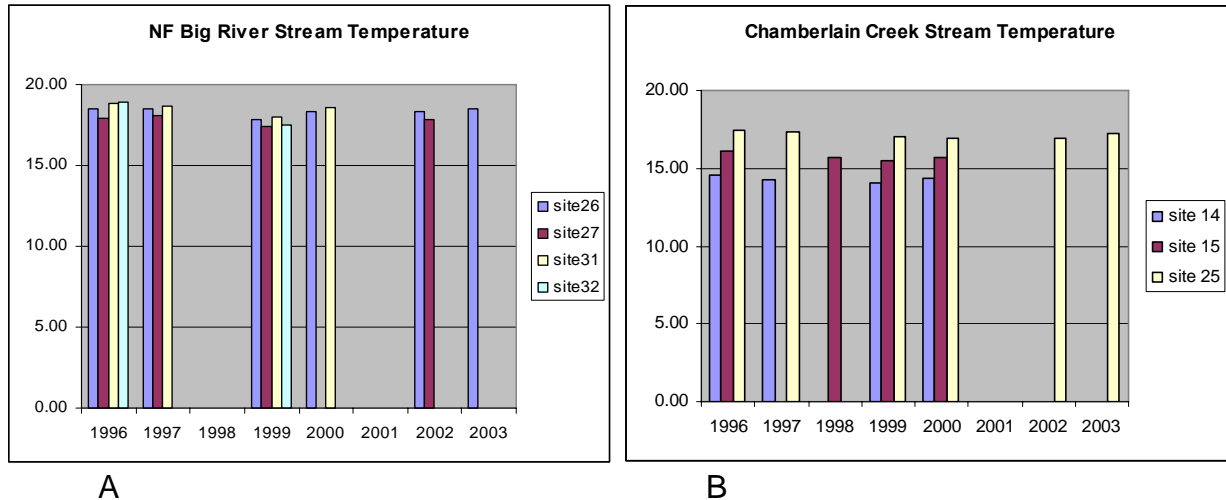 NF Big River Stream Temperature
20.00
15.00
10.00
5.00
0.00
1996 1997 1998 1999 2000 2001 2002 2003
site26
site27
site31
site32
A
Chamberlain Creek Stream Temperature
20.00
15.00
10.00
5.00
0.00
1996 1997 1998 1999 2000 2001 2002 2003
site 14
site 15
site 25
B